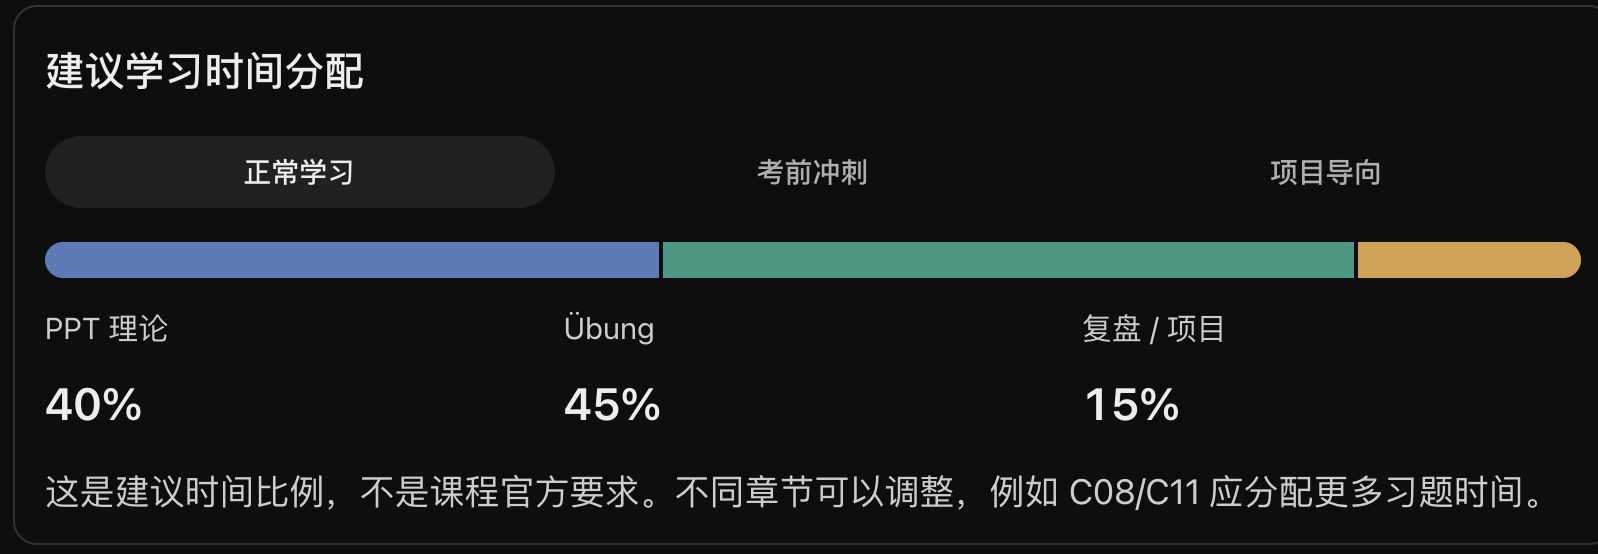 建议学习时间分配
正常学习 考前冲刺 项目导向
PPT 理论 Übung 复盘 / 项目
40% 45% 15%
这是建议时间比例，不是课程官方要求。不同章节可以调整，例如 C08/C11 应分配更多习题时间。